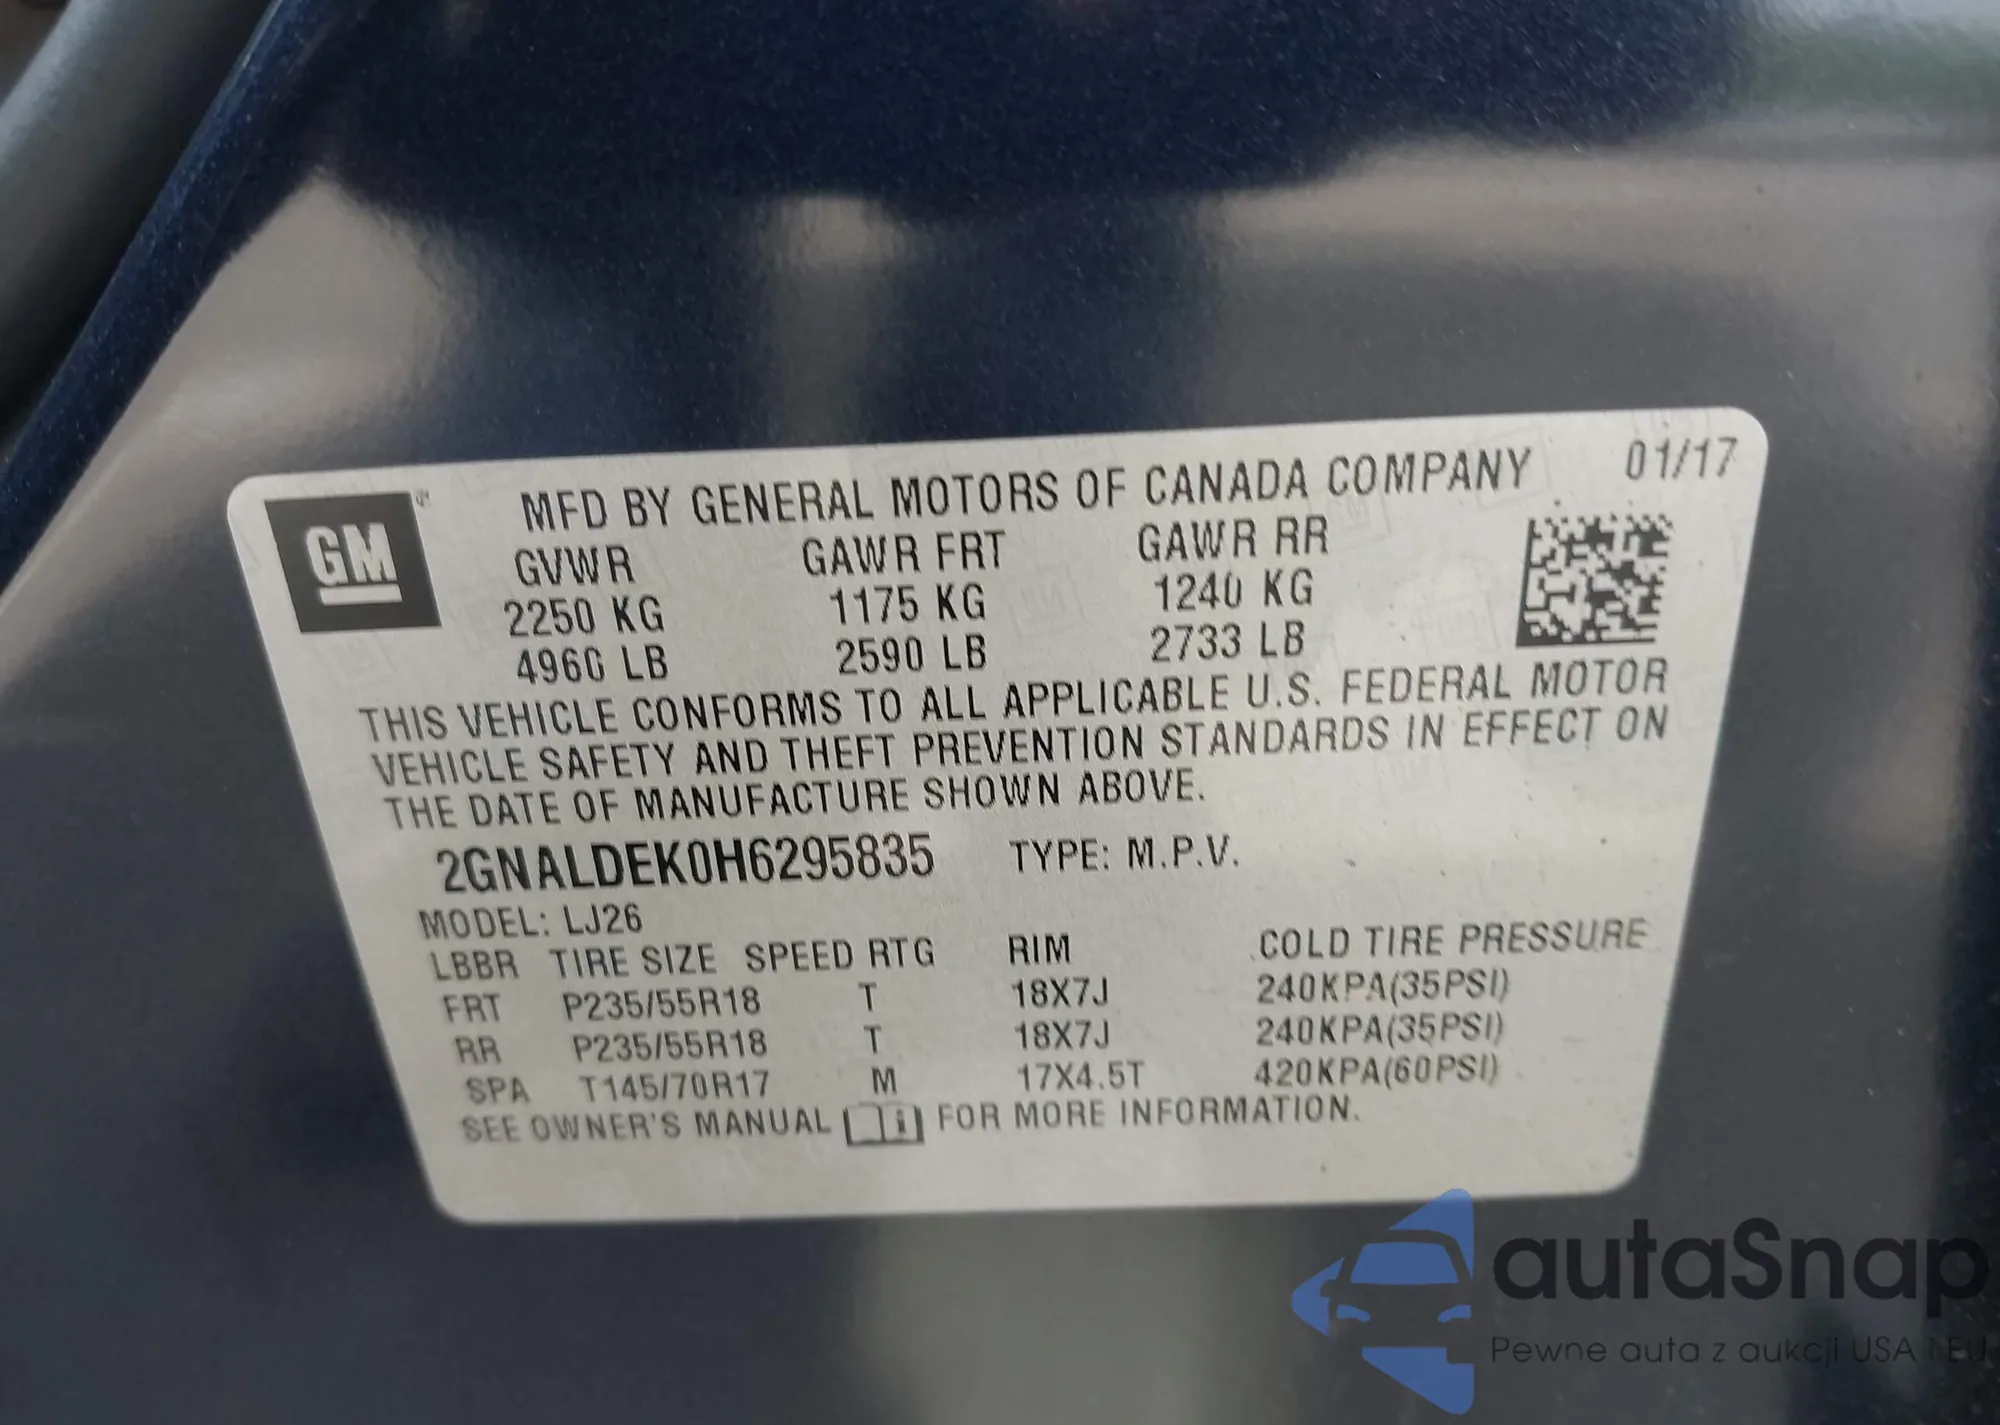 GM
MFD BY GENERAL MOTORS OF CANADA COMPANY 01/17
GVWR GAWR FRT GAWR RR
2250 KG 1175 KG 1240 KG
4960 LB 2590 LB 2733 LB
THIS VEHICLE CONFORMS TO ALL APPLICABLE U.S. FEDERAL MOTOR
VEHICLE SAFETY AND THEFT PREVENTION STANDARDS IN EFFECT ON
THE DATE OF MANUFACTURE SHOWN ABOVE.
2GNALDEK0H6295835 TYPE: M.P.V.
MODEL: LJ26
LBBR TIRE SIZE SPEED RTG RIM COLD TIRE PRESSURE
FRT P235/55R18 T 18X7J 240KPA(35PSI)
RR P235/55R18 T 18X7J 240KPA(35PSI)
SPA T145/70R17 M 17X4.5T 420KPA(60PSI)
SEE OWNER'S MANUAL i FOR MORE INFORMATION.
autaSnap
Pewne auta z aukcji USA i EU